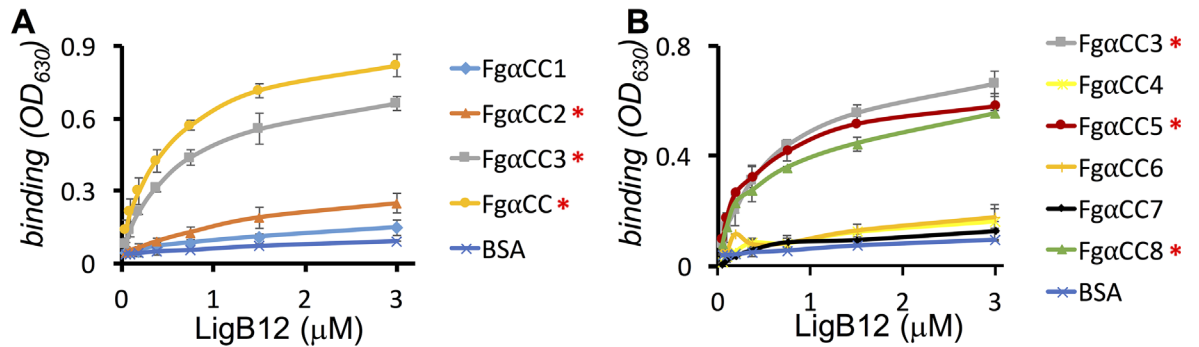 A
binding (OD630)
0.9
0.6
0.3
0
0
1
2
3
LigB12 (μM)
FgαCC1
FgαCC2 *
FgαCC3 *
FgαCC *
BSA
B
binding (OD630)
0.8
0.4
0
0
1
2
3
LigB12 (μM)
FgαCC3 *
FgαCC4
FgαCC5 *
FgαCC6
FgαCC7
FgαCC8 *
BSA